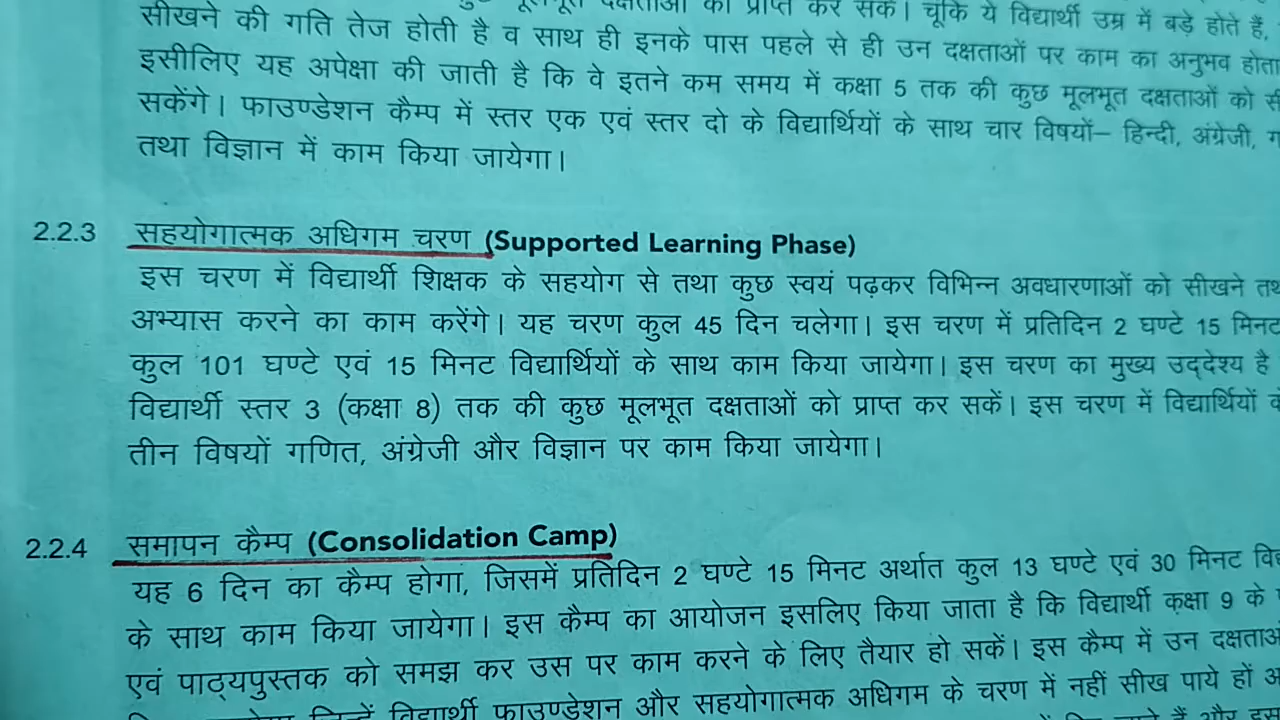 दक्षताओं को प्राप्त कर सकें। चूंकि ये विद्यार्थी उम्र में बड़े होते हैं,
सीखने की गति तेज होती है व साथ ही इनके पास पहले से ही उन दक्षताओं पर काम का अनुभव होता
इसीलिए यह अपेक्षा की जाती है कि वे इतने कम समय में कक्षा 5 तक की कुछ मूलभूत दक्षताओं को
सकेंगे। फाउण्डेशन कैम्प में स्तर एक एवं स्तर दो के विद्यार्थियों के साथ चार विषयों– हिन्दी, अंग्रेजी,
तथा विज्ञान में काम किया जायेगा।
2.2.3 सहयोगात्मक अधिगम चरण (Supported Learning Phase)
इस चरण में विद्यार्थी शिक्षक के सहयोग से तथा कुछ स्वयं पढ़कर विभिन्न अवधारणाओं को सीखने
अभ्यास करने का काम करेंगे। यह चरण कुल 45 दिन चलेगा। इस चरण में प्रतिदिन 2 घण्टे 15 मिनट
कुल 101 घण्टे एवं 15 मिनट विद्यार्थियों के साथ काम किया जायेगा। इस चरण का मुख्य उद्देश्य है
विद्यार्थी स्तर 3 (कक्षा 8) तक की कुछ मूलभूत दक्षताओं को प्राप्त कर सकें। इस चरण में विद्यार्थियों
तीन विषयों गणित, अंग्रेजी और विज्ञान पर काम किया जायेगा।
2.2.4 समापन कैम्प (Consolidation Camp)
यह 6 दिन का कैम्प होगा, जिसमें प्रतिदिन 2 घण्टे 15 मिनट अर्थात कुल 13 घण्टे एवं 30 मिनट
के साथ काम किया जायेगा। इस कैम्प का आयोजन इसलिए किया जाता है कि विद्यार्थी कक्षा 9 के
एवं पाठ्यपुस्तक को समझ कर उस पर काम करने के लिए तैयार हो सकें। इस कैम्प में उन
विद्यार्थी फाउण्डेशन और सहयोगात्मक अधिगम के चरण में नहीं सीख पाये हों